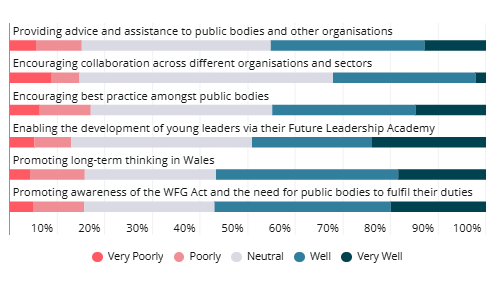 Providing advice and assistance to public bodies and other organisations
Encouraging collaboration across different organisations and sectors
Encouraging best practice amongst public bodies
Enabling the development of young leaders via their Future Leadership Academy
Promoting long-term thinking in Wales
Promoting awareness of the WFG Act and the need for public bodies to fulfil their duties
10% 20% 30% 40% 50% 60% 70% 80% 90% 100%
Very Poorly Poorly Neutral Well Very Well